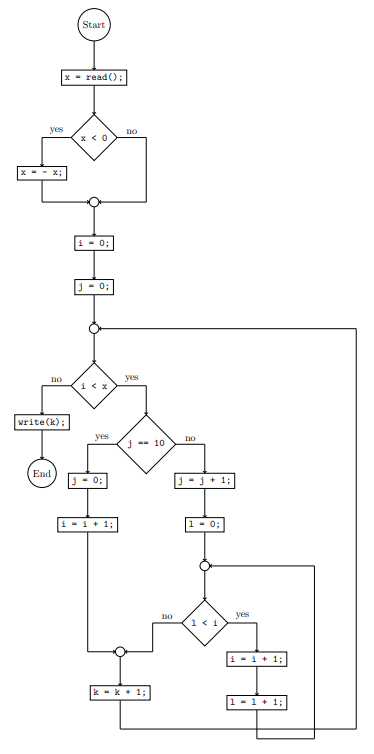 Start
x = read();
yes
no
x < 0
x = - x;
i = 0;
j = 0;
no
yes
i < x
write(k);
yes
no
j == 10
End
j = 0;
j = j + 1;
i = i + 1;
l = 0;
no
yes
l < i
i = i + 1;
k = k + 1;
l = l + 1;